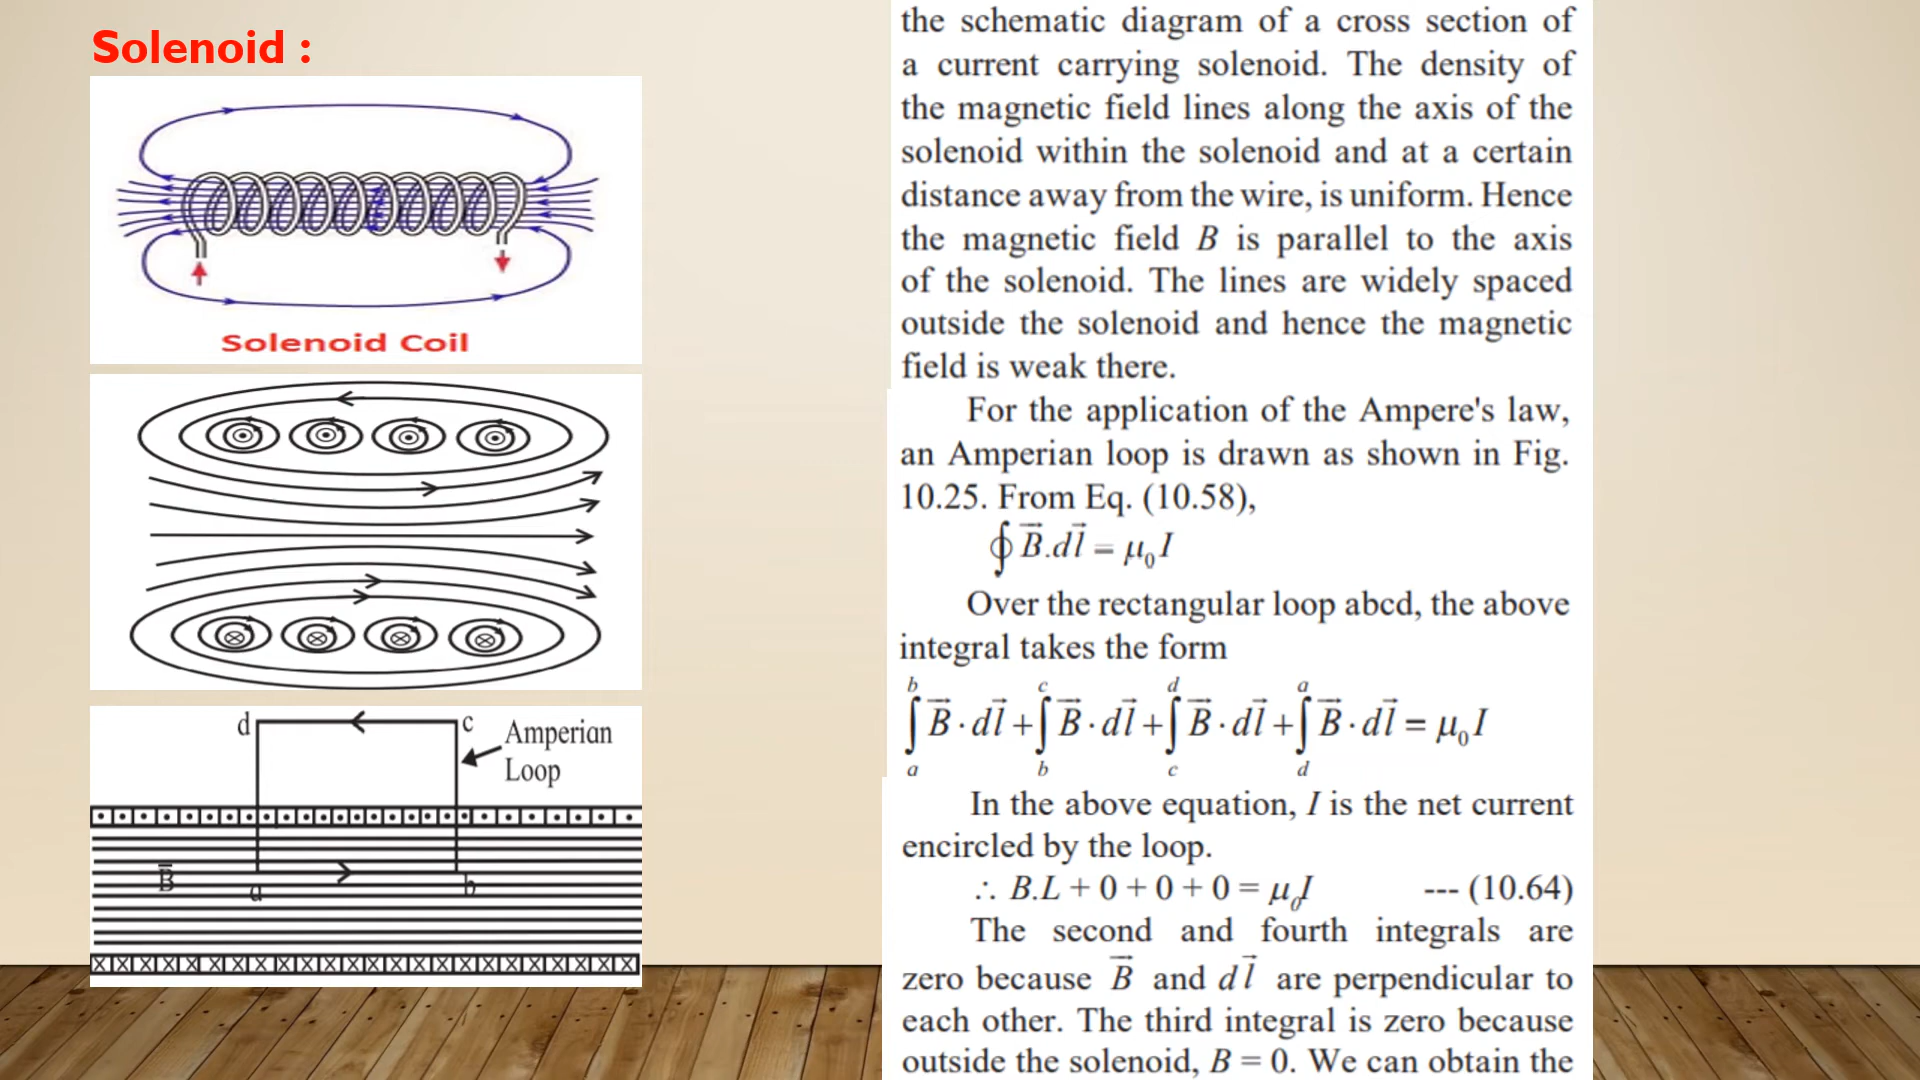 Solenoid :
Solenoid Coil
d
c
Amperian
Loop
B̅
a
b
the schematic diagram of a cross section of
a current carrying solenoid. The density of
the magnetic field lines along the axis of the
solenoid within the solenoid and at a certain
distance away from the wire, is uniform. Hence
the magnetic field B is parallel to the axis
of the solenoid. The lines are widely spaced
outside the solenoid and hence the magnetic
field is weak there.
For the application of the Ampere's law,
an Amperian loop is drawn as shown in Fig.
10.25. From Eq. (10.58),
∮ B⃗.dl⃗ = μ₀I
Over the rectangular loop abcd, the above
integral takes the form
∫ₐᵇ B⃗ · dl⃗ + ∫_b^c B⃗ · dl⃗ + ∫_c^d B⃗ · dl⃗ + ∫_d^a B⃗ · dl⃗ = μ₀I
In the above equation, I is the net current
encircled by the loop.
∴ B.L + 0 + 0 + 0 = μ₀I --- (10.64)
The second and fourth integrals are
zero because B⃗ and dl⃗ are perpendicular to
each other. The third integral is zero because
outside the solenoid, B = 0. We can obtain the